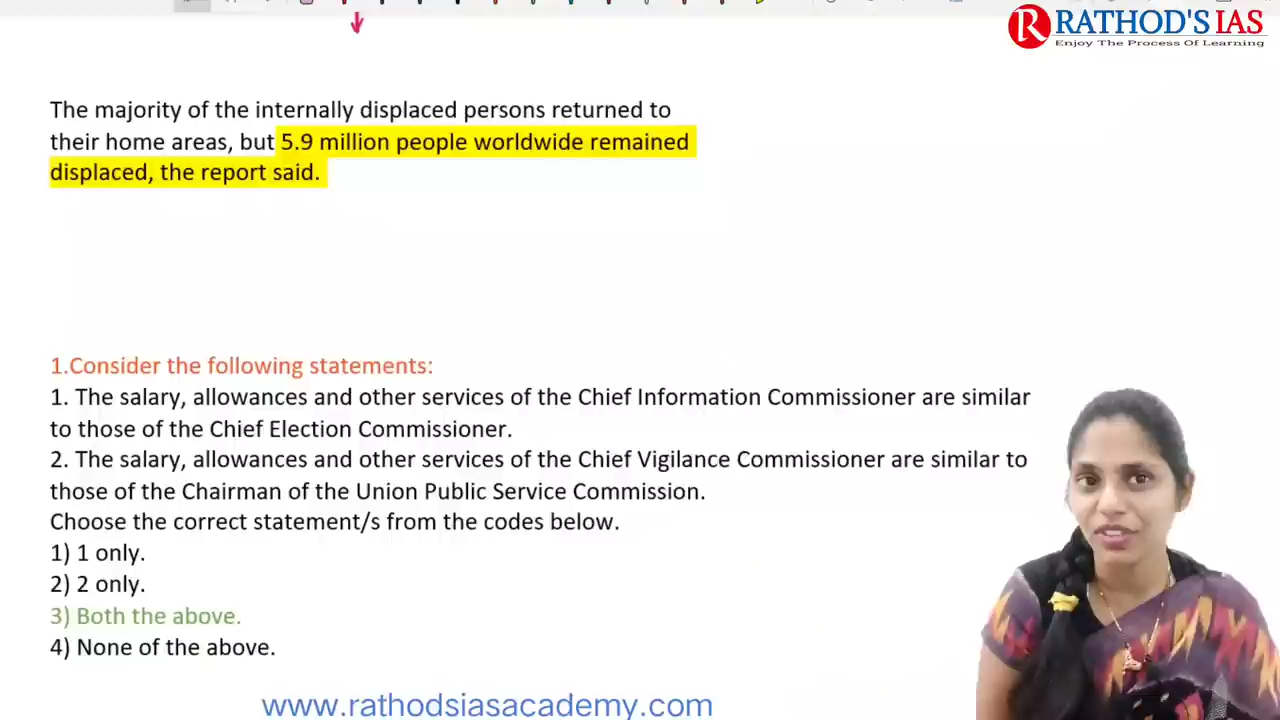 RATHOD'S IAS
Enjoy The Process Of Learning
The majority of the internally displaced persons returned to
their home areas, but 5.9 million people worldwide remained
displaced, the report said.
1.Consider the following statements:
1. The salary, allowances and other services of the Chief Information Commissioner are similar
to those of the Chief Election Commissioner.
2. The salary, allowances and other services of the Chief Vigilance Commissioner are similar to
those of the Chairman of the Union Public Service Commission.
Choose the correct statement/s from the codes below.
1) 1 only.
2) 2 only.
3) Both the above.
4) None of the above.
www.rathodsiasacademy.com